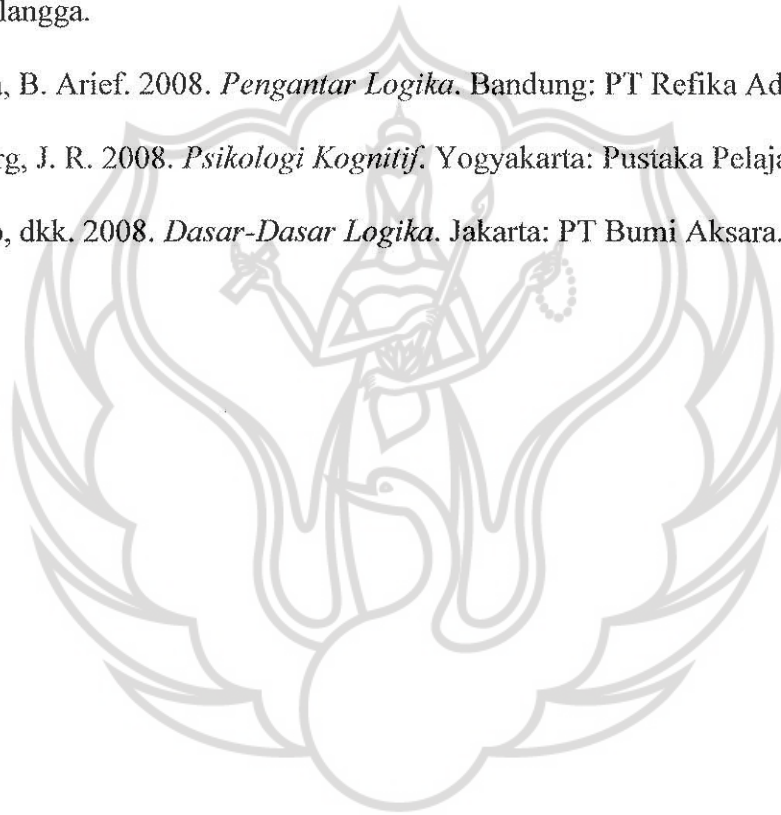 langga.
, B. Arief. 2008. Pengantar Logika. Bandung: PT Refika Ad
rg, J. R. 2008. Psikologi Kognitif. Yogyakarta: Pustaka Pelaja
, dkk. 2008. Dasar-Dasar Logika. Jakarta: PT Bumi Aksara.